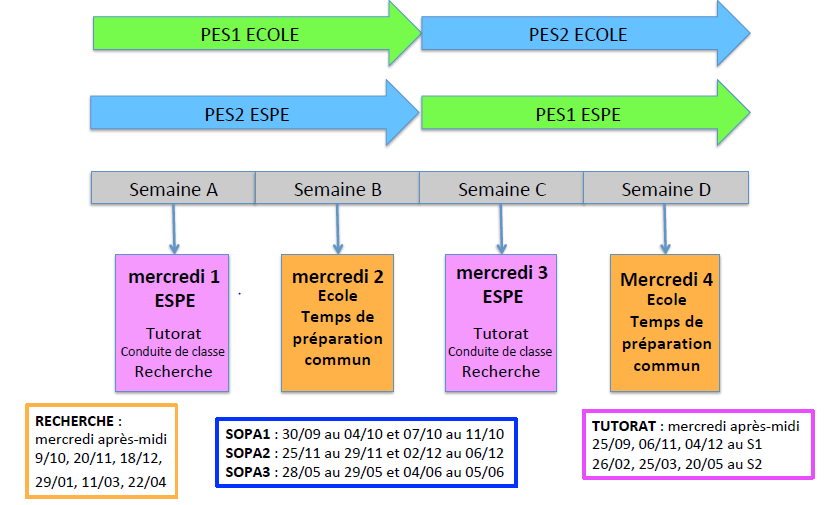 PES1 ECOLE
PES2 ECOLE
PES2 ESPE
PES1 ESPE
Semaine A
Semaine B
Semaine C
Semaine D
mercredi 1
ESPE
Tutorat
Conduite de classe
Recherche
mercredi 2
Ecole
Temps de
préparation
commun
mercredi 3
ESPE
Tutorat
Conduite de classe
Recherche
Mercredi 4
Ecole
Temps de
préparation
commun
RECHERCHE :
mercredi après-midi
9/10, 20/11, 18/12,
29/01, 11/03, 22/04
SOPA1 : 30/09 au 04/10 et 07/10 au 11/10
SOPA2 : 25/11 au 29/11 et 02/12 au 06/12
SOPA3 : 28/05 au 29/05 et 04/06 au 05/06
TUTORAT : mercredi après-midi
25/09, 06/11, 04/12 au S1
26/02, 25/03, 20/05 au S2